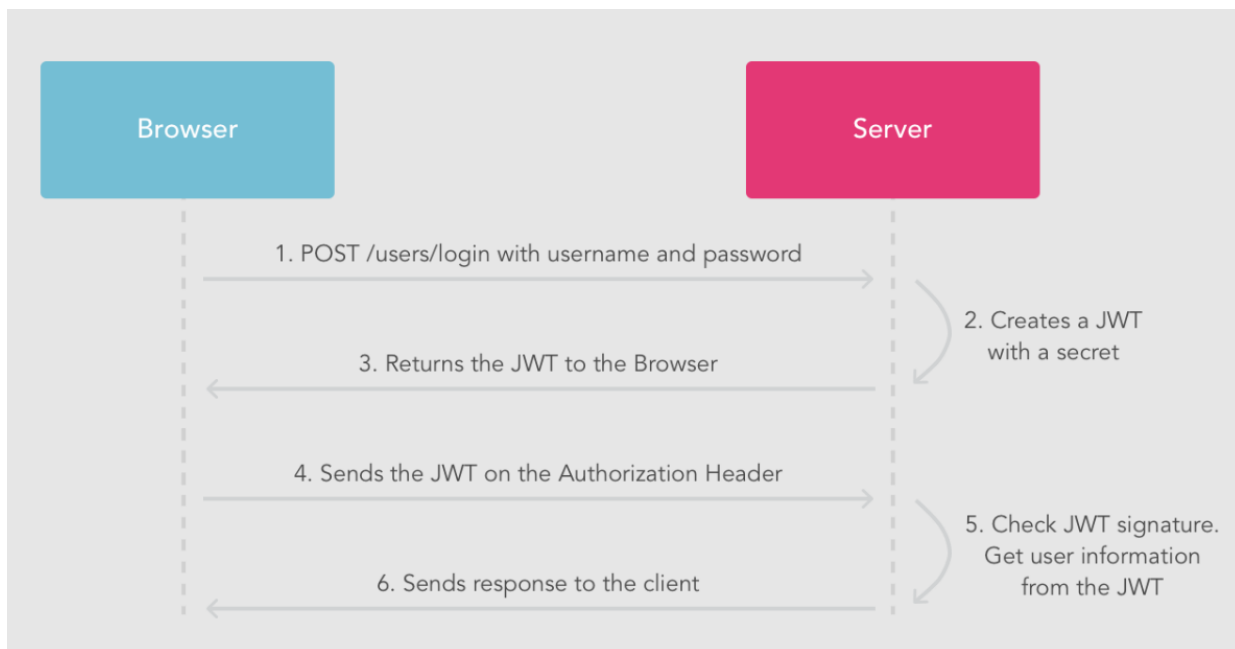 Browser
Server
1. POST /users/login with username and password
2. Creates a JWT
with a secret
3. Returns the JWT to the Browser
4. Sends the JWT on the Authorization Header
5. Check JWT signature.
Get user information
from the JWT
6. Sends response to the client